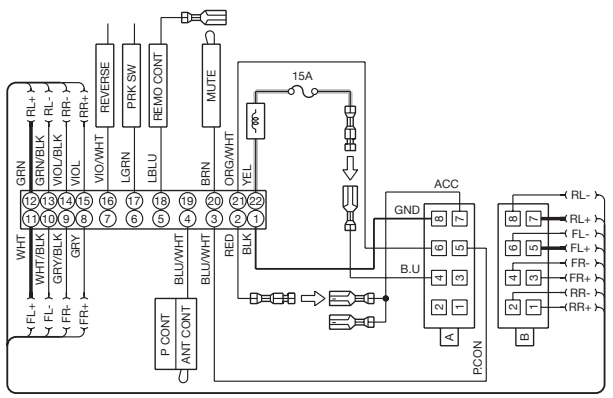 15A
REVERSE
PRK SW
REMO CONT
MUTE
RL+
RL-
RR-
RR+
GRN
GRN/BLK
VIOL/BLK
VIOL
VIO/WHT
LGRN
LBLU
BRN
ORG/WHT
YEL
12 13 14 15 16 17 18 19 20 21 22
11 10 9 8 7 6 5 4 3 2 1
WHT
WHT/BLK
GRY/BLK
GRY
BLU/WHT
BLU/WHT
RED
BLK
FL+
FL-
FR-
FR+
P CONT
ANT CONT
ACC
GND
B.U
P.CON
8 7
6 5
4 3
2 1
A
8 7
6 5
4 3
2 1
B
RL-
RL+
FL-
FL+
FR-
FR+
RR-
RR+